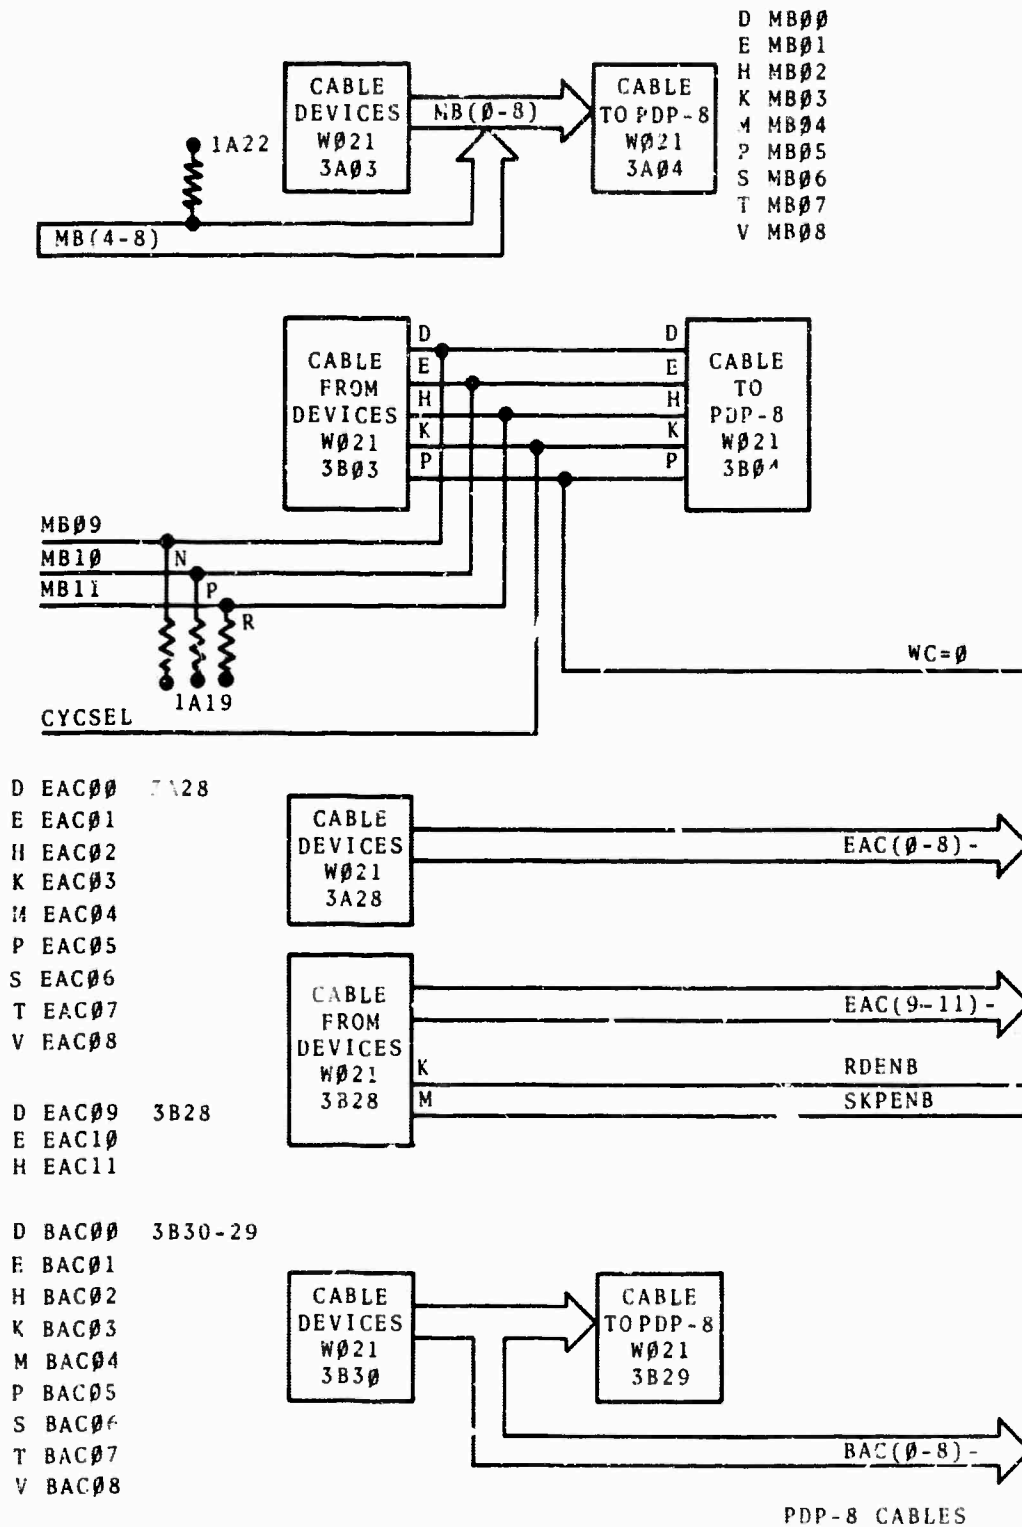 D MBØØ
E MBØ1
H MBØ2
K MBØ3
M MBØ4
P MBØ5
S MBØ6
T MBØ7
V MBØ8
CABLE
DEVICES
WØ21
3AØ3
MB(Ø-8)
CABLE
TO PDP-8
WØ21
3AØ4
1A22
MB(4-8)
CABLE
FROM
DEVICES
WØ21
3BØ3
D
E
H
K
P
D
E
H
K
P
CABLE
TO
PDP-8
WØ21
MBØ9
MB1Ø
MB11
N
P
R
1A19
WC=Ø
CYCSEL
D EACØØ
E EACØ1
H EACØ2
K EACØ3
M EACØ4
P EACØ5
S EACØ6
T EACØ7
V EACØ8
CABLE
DEVICES
WØ21
3A28
EAC(Ø-8)-
CABLE
FROM
DEVICES
WØ21
3B28
EAC(9-11)-
K
RDENB
M
SKPENB
D EACØ9 3B28
E EAC1Ø
H EAC11
D BACØØ 3B30-29
E BACØ1
H BACØ2
K BACØ3
M BACØ4
P BACØ5
S BACØ6
T BACØ7
V BACØ8
CABLE
DEVICES
WØ21
3B3Ø
CABLE
TO PDP-8
WØ21
3B29
BAC(Ø-8)-
PDP-8 CABLES